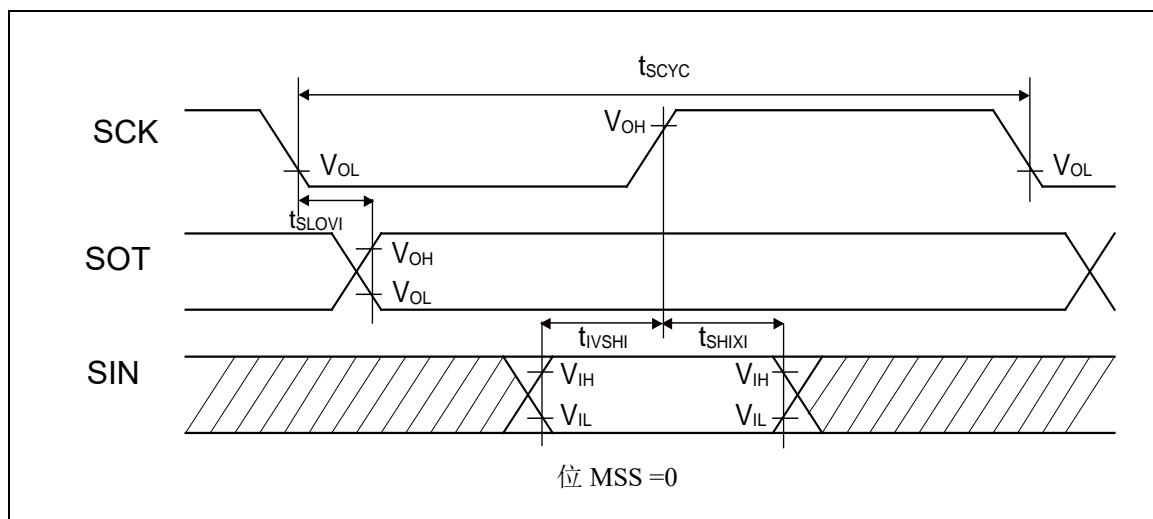 tSCYC
SCK
VOH
VOL
VOL
tSLOVI
SOT
VOH
VOL
tIVSHI
tSHIXI
SIN
VIH
VIH
VIL
VIL
位 MSS =0